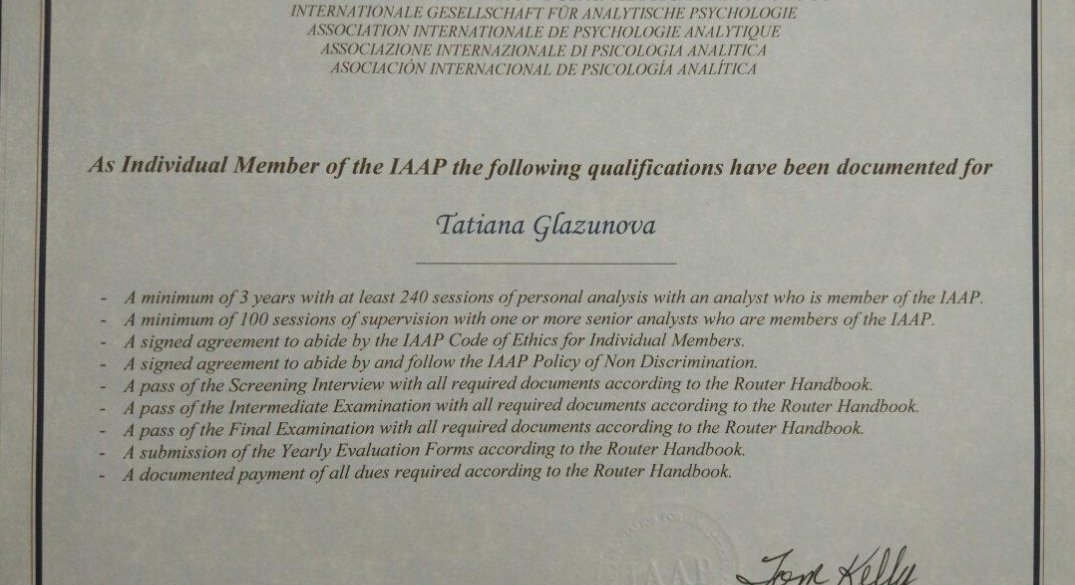 INTERNATIONALE GESELLSCHAFT FÜR ANALYTISCHE PSYCHOLOGIE
ASSOCIATION INTERNATIONALE DE PSYCHOLOGIE ANALYTIQUE
ASSOCIAZIONE INTERNAZIONALE DI PSICOLOGIA ANALITICA
ASOCIACIÓN INTERNACIONAL DE PSICOLOGÍA ANALÍTICA
As Individual Member of the IAAP the following qualifications have been documented for
Tatiana Glazunova
- A minimum of 3 years with at least 240 sessions of personal analysis with an analyst who is member of the IAAP.
- A minimum of 100 sessions of supervision with one or more senior analysts who are members of the IAAP.
- A signed agreement to abide by the IAAP Code of Ethics for Individual Members.
- A signed agreement to abide by and follow the IAAP Policy of Non Discrimination.
- A pass of the Screening Interview with all required documents according to the Router Handbook.
- A pass of the Intermediate Examination with all required documents according to the Router Handbook.
- A pass of the Final Examination with all required documents according to the Router Handbook.
- A submission of the Yearly Evaluation Forms according to the Router Handbook.
- A documented payment of all dues required according to the Router Handbook.
IAAP
Tom Kelly